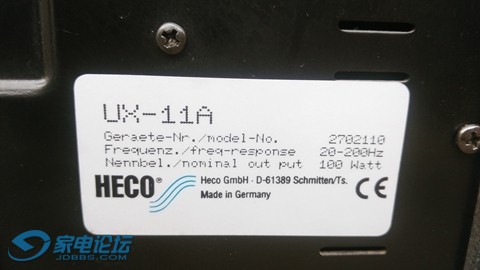 UX-11A
Geraete-Nr./model-No. 2702110
Frequenz./freq-response 20-200Hz
Nennbel./nominal out put 100 Watt
HECO® Heco GmbH · D-61389 Schmitten/Ts.
Made in Germany CE
家电论坛
JDBBS.COM